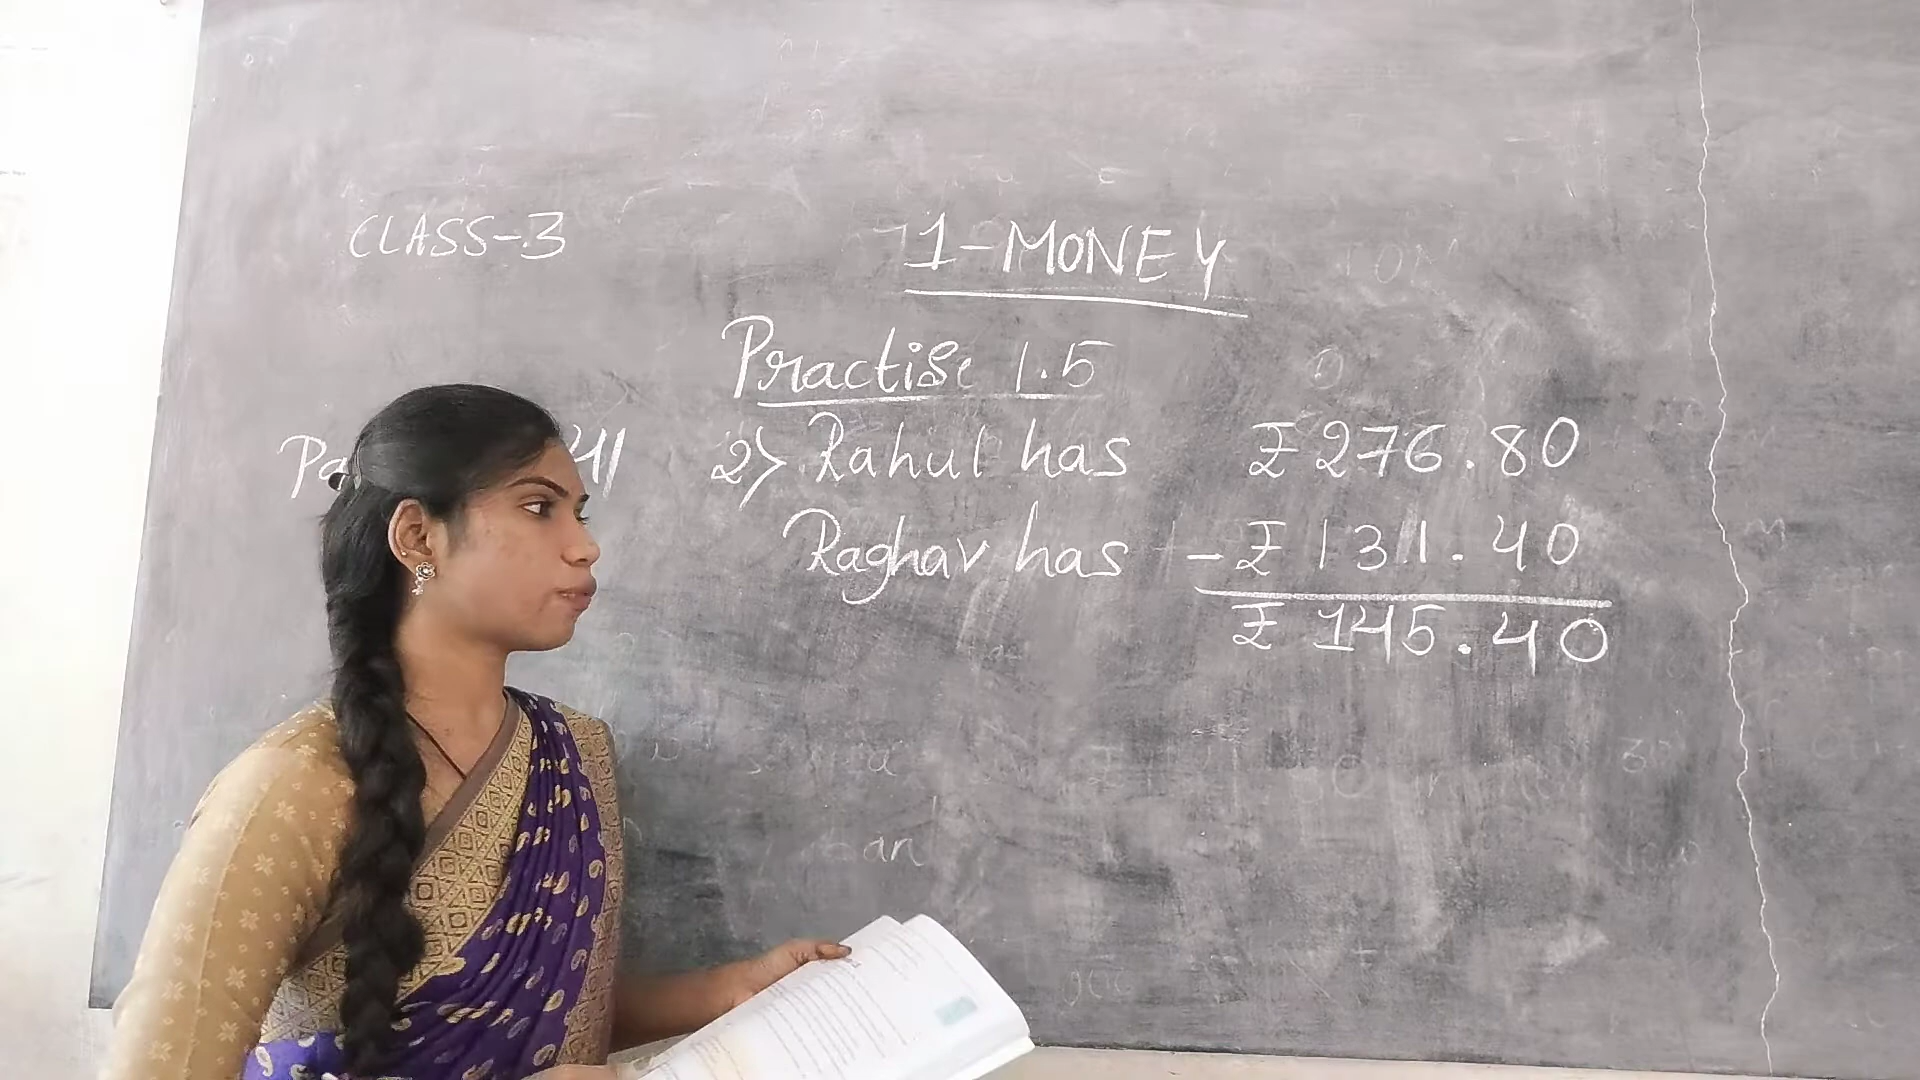 CLASS-3
1-MONEY
Practise 1.5
2> Rahul has ₹276.80
Raghav has - ₹ 131.40
₹ 145.40